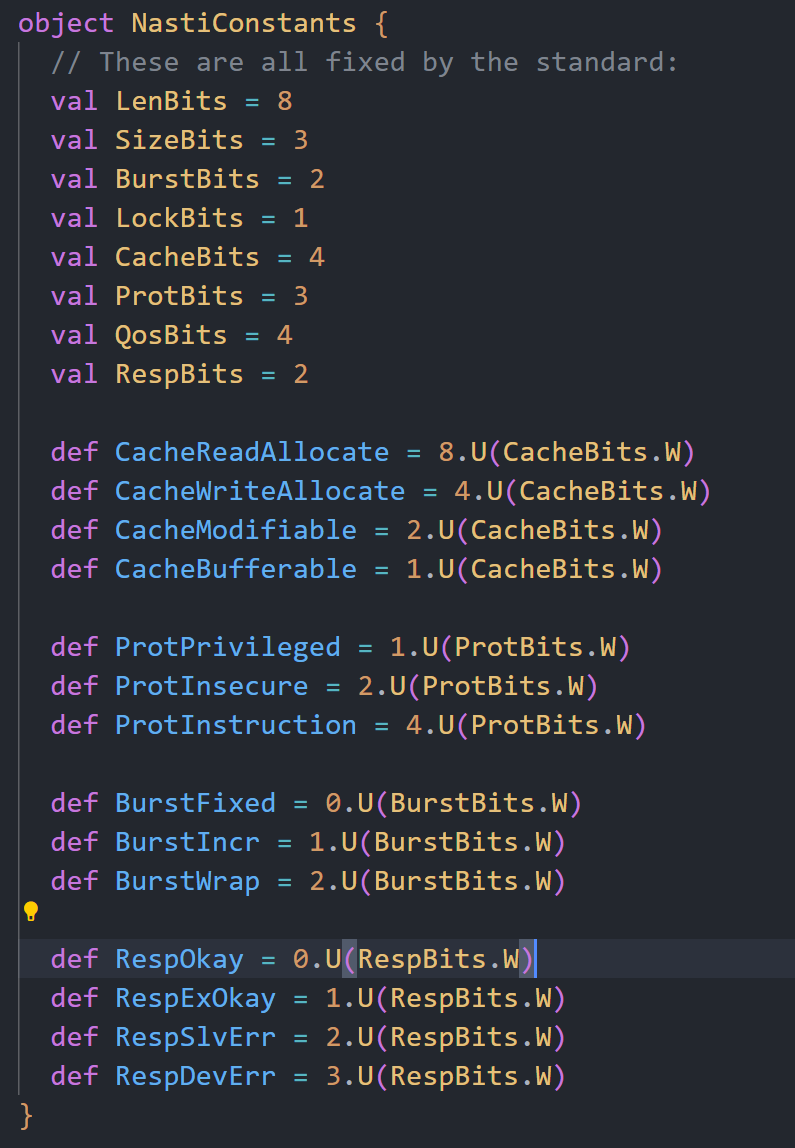 object NastiConstants {
  // These are all fixed by the standard:
  val LenBits = 8
  val SizeBits = 3
  val BurstBits = 2
  val LockBits = 1
  val CacheBits = 4
  val ProtBits = 3
  val QosBits = 4
  val RespBits = 2

  def CacheReadAllocate = 8.U(CacheBits.W)
  def CacheWriteAllocate = 4.U(CacheBits.W)
  def CacheModifiable = 2.U(CacheBits.W)
  def CacheBufferable = 1.U(CacheBits.W)

  def ProtPrivileged = 1.U(ProtBits.W)
  def ProtInsecure = 2.U(ProtBits.W)
  def ProtInstruction = 4.U(ProtBits.W)

  def BurstFixed = 0.U(BurstBits.W)
  def BurstIncr = 1.U(BurstBits.W)
  def BurstWrap = 2.U(BurstBits.W)

  def RespOkay = 0.U(RespBits.W)
  def RespExOkay = 1.U(RespBits.W)
  def RespSlvErr = 2.U(RespBits.W)
  def RespDevErr = 3.U(RespBits.W)
}